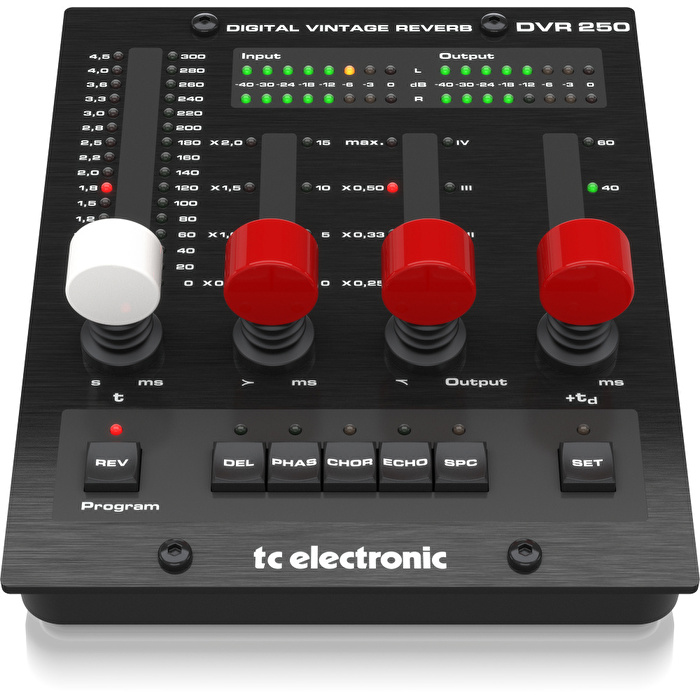 DIGITAL VINTAGE REVERB DVR 250
Input Output
4,5 300
4,0 280 L
3,6 260 -40 -30 -24 -18 -12 -6 -3 0 dB -40 -30 -24 -18 -12 -6 -3 0
3,3 240 R
3,0 220
2,8 200
2,5 180 X2,0 15 max. IV 60
2,2 160
2,0 140
1,8 120 X1,5 10 X0,50 III 40
1,5 100
1,2 80
60 5 X0,33
40
20
0 0 X0,25
s ms ms Output ms
t +td
REV DEL PHAS CHOR ECHO SPC SET
Program
tc electronic